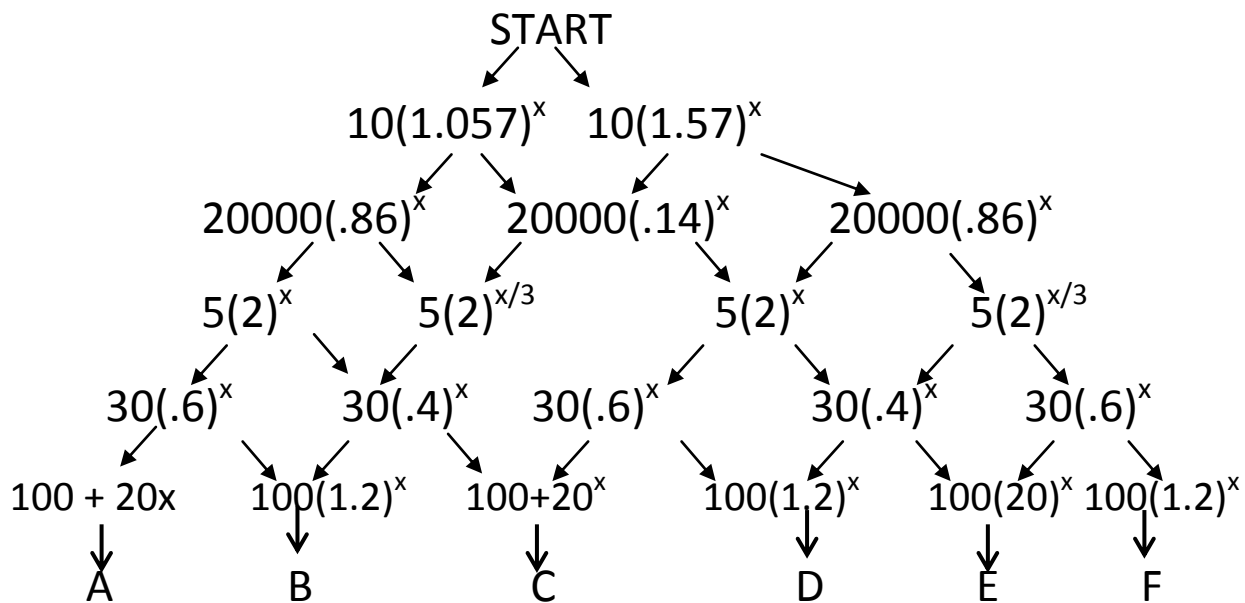 START
10(1.057)ˣ 10(1.57)ˣ
20000(.86)ˣ 20000(.14)ˣ 20000(.86)ˣ
5(2)ˣ 5(2)ˣ/³ 5(2)ˣ 5(2)ˣ/³
30(.6)ˣ 30(.4)ˣ 30(.6)ˣ 30(.4)ˣ 30(.6)ˣ
100 + 20x 100(1.2)ˣ 100+20ˣ 100(1.2)ˣ 100(20)ˣ 100(1.2)ˣ
A B C D E F